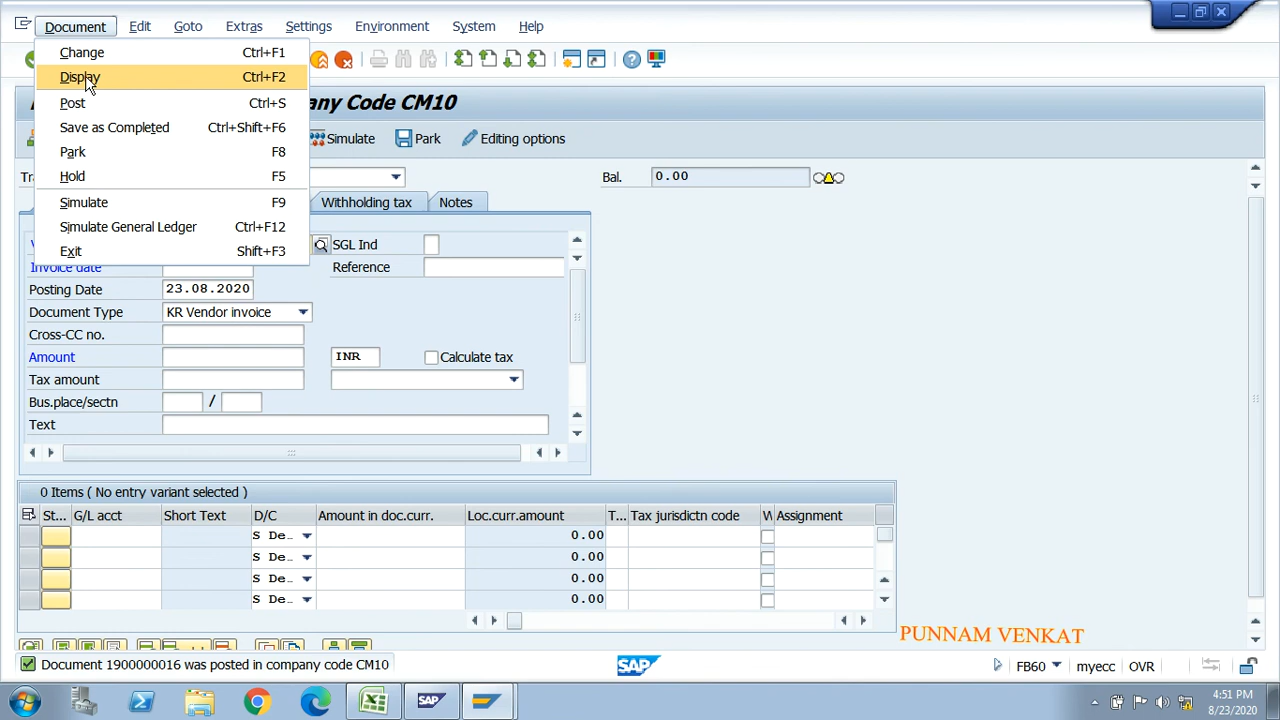 Document Edit Goto Extras Settings Environment System Help
Change Ctrl+F1
Display Ctrl+F2
Post Ctrl+S
Save as Completed Ctrl+Shift+F6
Park F8
Hold F5
Simulate F9
Simulate General Ledger Ctrl+F12
Exit Shift+F3
Company Code CM10
Simulate Park Editing options
Bal. 0.00
Withholding tax Notes
SGL Ind
Invoice date Reference
Posting Date 23.08.2020
Document Type KR Vendor invoice
Cross-CC no.
Amount INR Calculate tax
Tax amount
Bus.place/sectn /
Text
0 Items ( No entry variant selected )
St... G/L acct Short Text D/C Amount in doc.curr. Loc.curr.amount T... Tax jurisdictn code W Assignment
S De... 0.00
S De... 0.00
S De... 0.00
S De... 0.00
PUNNAM VENKAT
Document 1900000016 was posted in company code CM10 SAP FB60 myecc OVR
4:51 PM
8/23/2020